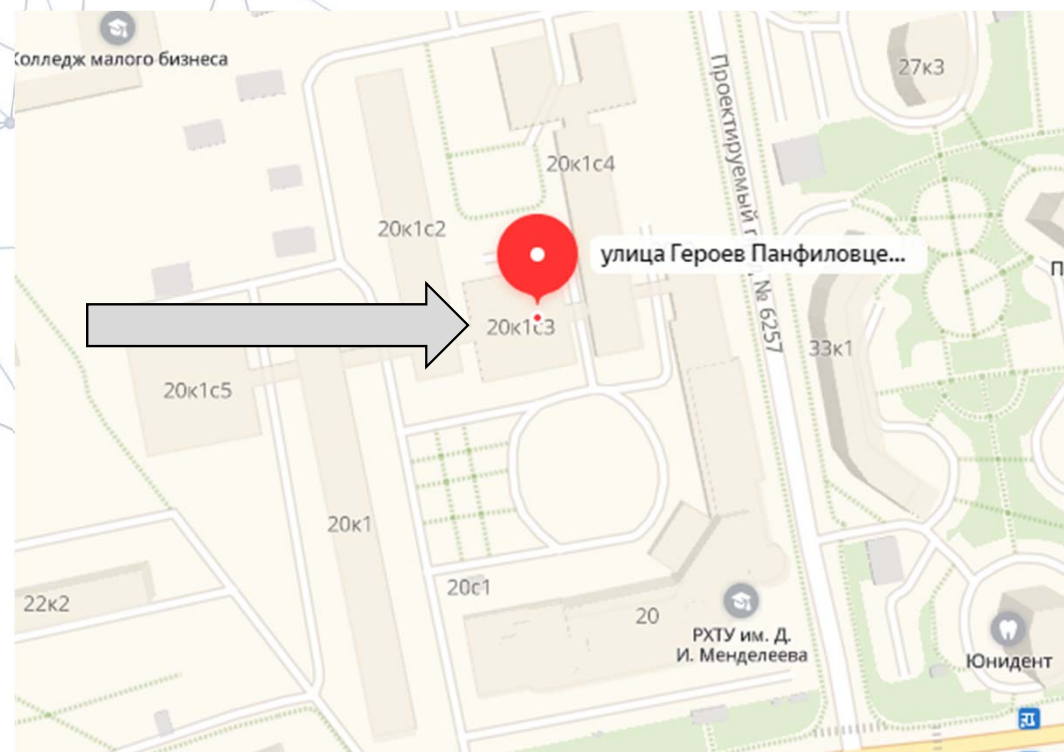 Колледж малого бизнеса
27к3
20к1с4
20к1с2
улица Героев Панфиловце...
Проектируемый
№ 6257
20к1с3
33к1
20к1с5
20к1
20с1
22к2
20
РХТУ им. Д.
И. Менделеева
Юнидент